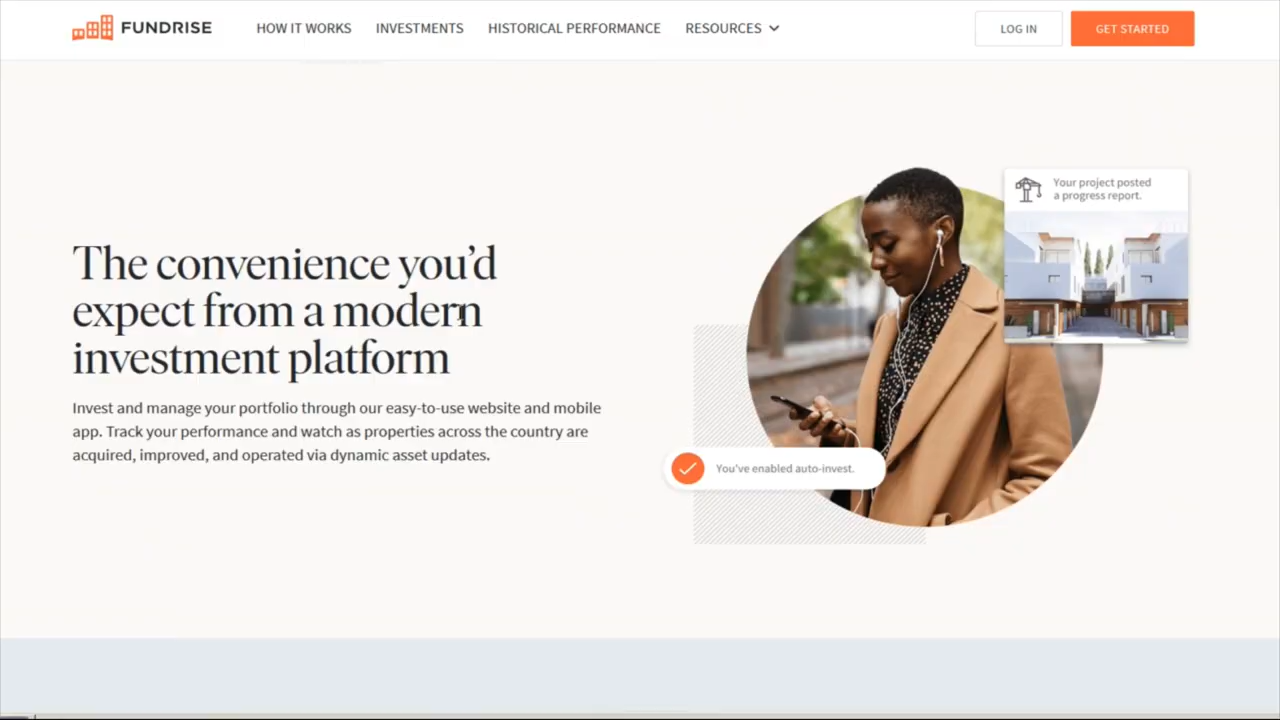 FUNDRISE
HOW IT WORKS
INVESTMENTS
HISTORICAL PERFORMANCE
RESOURCES
LOG IN
GET STARTED
The convenience you’d
expect from a modern
investment platform
Invest and manage your portfolio through our easy-to-use website and mobile
app. Track your performance and watch as properties across the country are
acquired, improved, and operated via dynamic asset updates.
Your project posted
a progress report.
You've enabled auto-invest.